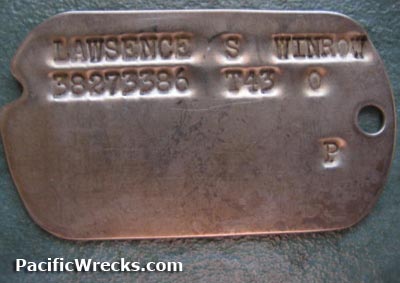 LAWSENCE S WINROW
38273386 T43 O
P
PacificWrecks.com